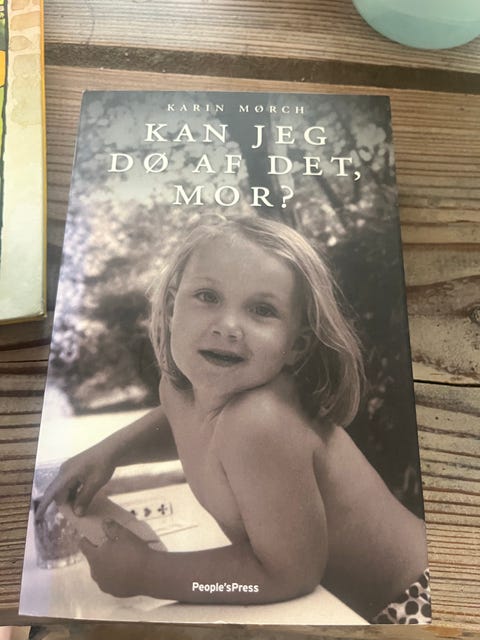 KARIN MØRCH
KAN JEG
DØ AF DET,
MOR?
People'sPress